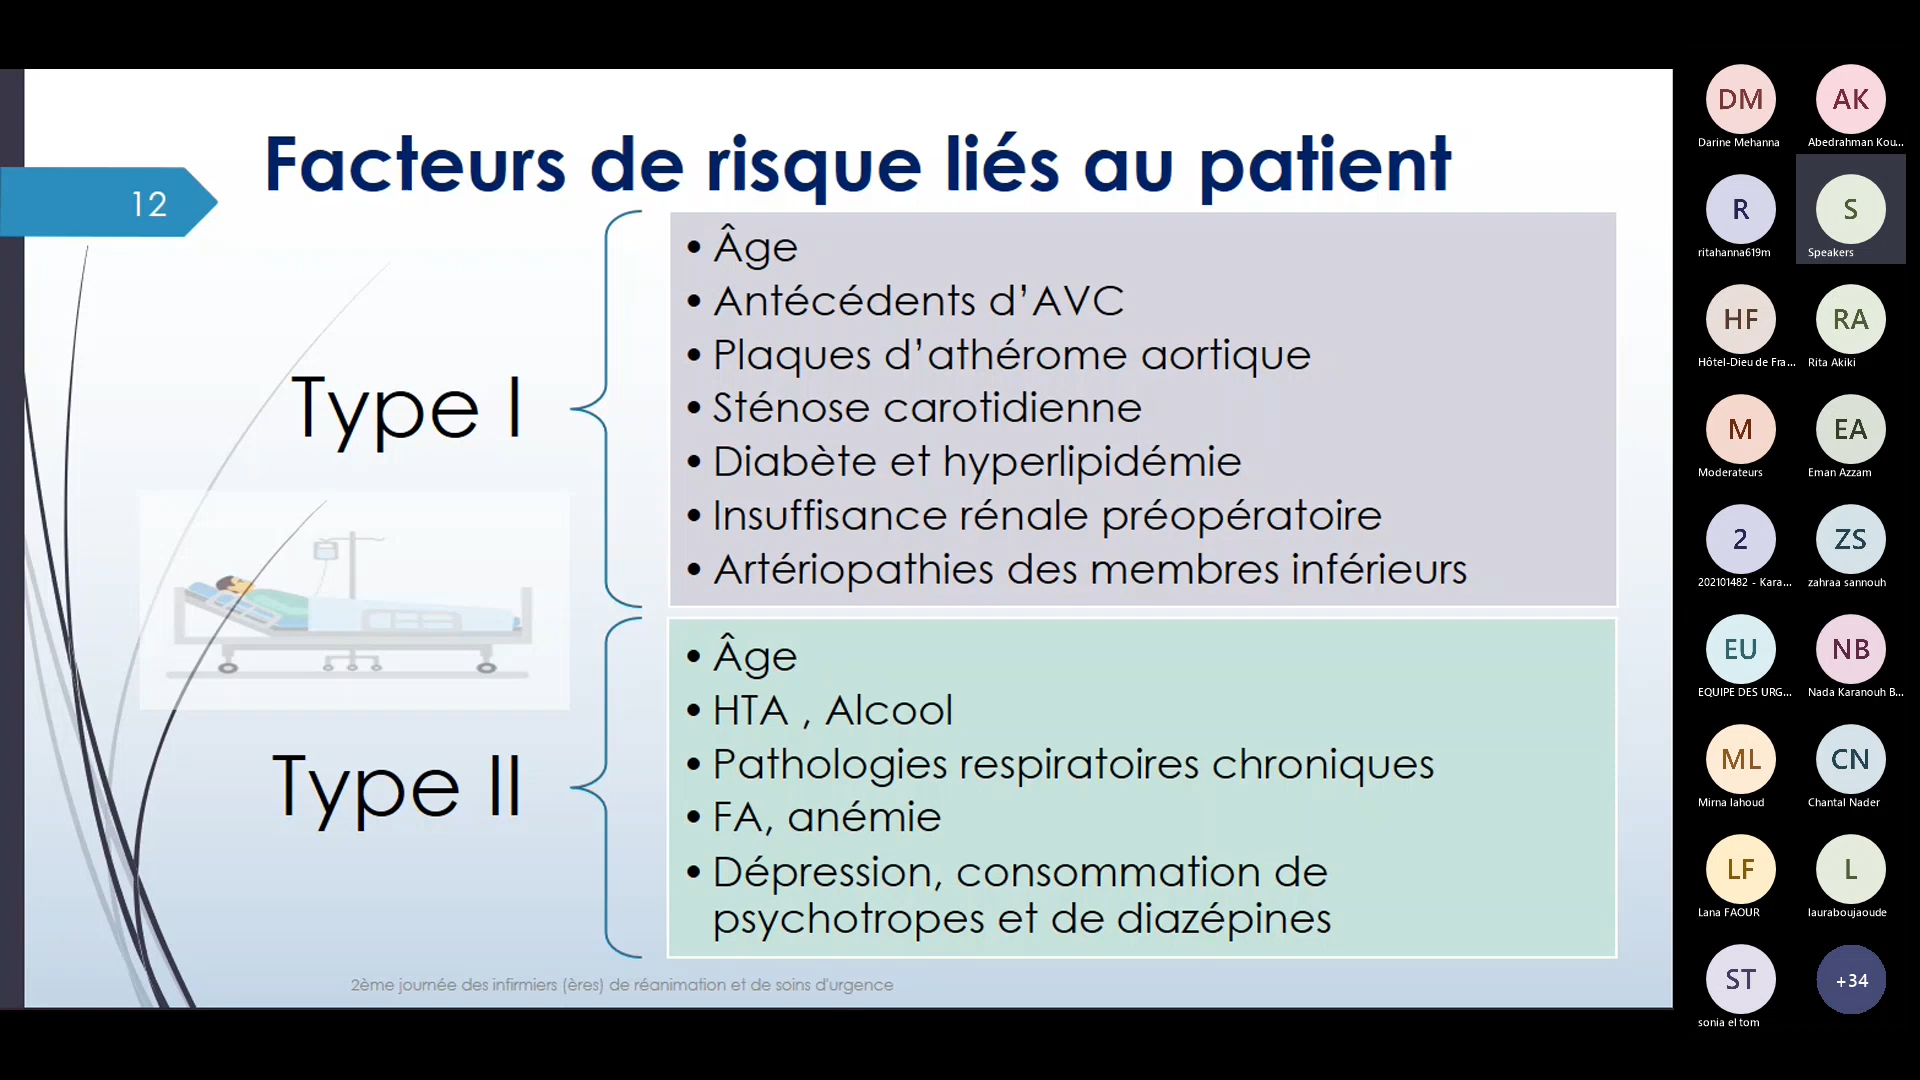 12
Facteurs de risque liés au patient
Type I
• Âge
• Antécédents d’AVC
• Plaques d’athérome aortique
• Sténose carotidienne
• Diabète et hyperlipidémie
• Insuffisance rénale préopératoire
• Artériopathies des membres inférieurs
Type II
• Âge
• HTA , Alcool
• Pathologies respiratoires chroniques
• FA, anémie
• Dépression, consommation de
psychotropes et de diazépines
2ème journée des infirmiers (ères) de réanimation et de soins d'urgence
DM
Darine Mehanna
AK
Abedrahman Kou...
R
ritahanna619m
S
Speakers
HF
Hôtel-Dieu de Fra...
RA
Rita Akiki
M
Moderateurs
EA
Eman Azzam
2
202101482 - Kara...
ZS
zahraa sannouh
EU
EQUIPE DES URG...
NB
Nada Karanouh B...
ML
Mirna lahoud
CN
Chantal Nader
LF
Lana FAOUR
L
lauraboujaoude
ST
sonia el tom
+34